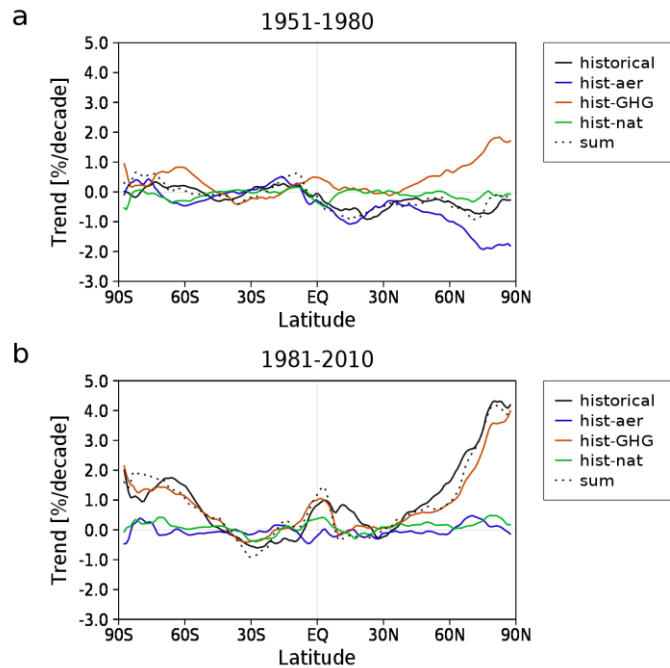 a
1951-1980
5.0
4.0
3.0
2.0
1.0
0.0
-1.0
-2.0
-3.0
Trend [%/decade]
90S 60S 30S EQ 30N 60N 90N
Latitude
historical
hist-aer
hist-GHG
hist-nat
sum
b
1981-2010
5.0
4.0
3.0
2.0
1.0
0.0
-1.0
-2.0
-3.0
Trend [%/decade]
90S 60S 30S EQ 30N 60N 90N
Latitude
historical
hist-aer
hist-GHG
hist-nat
sum